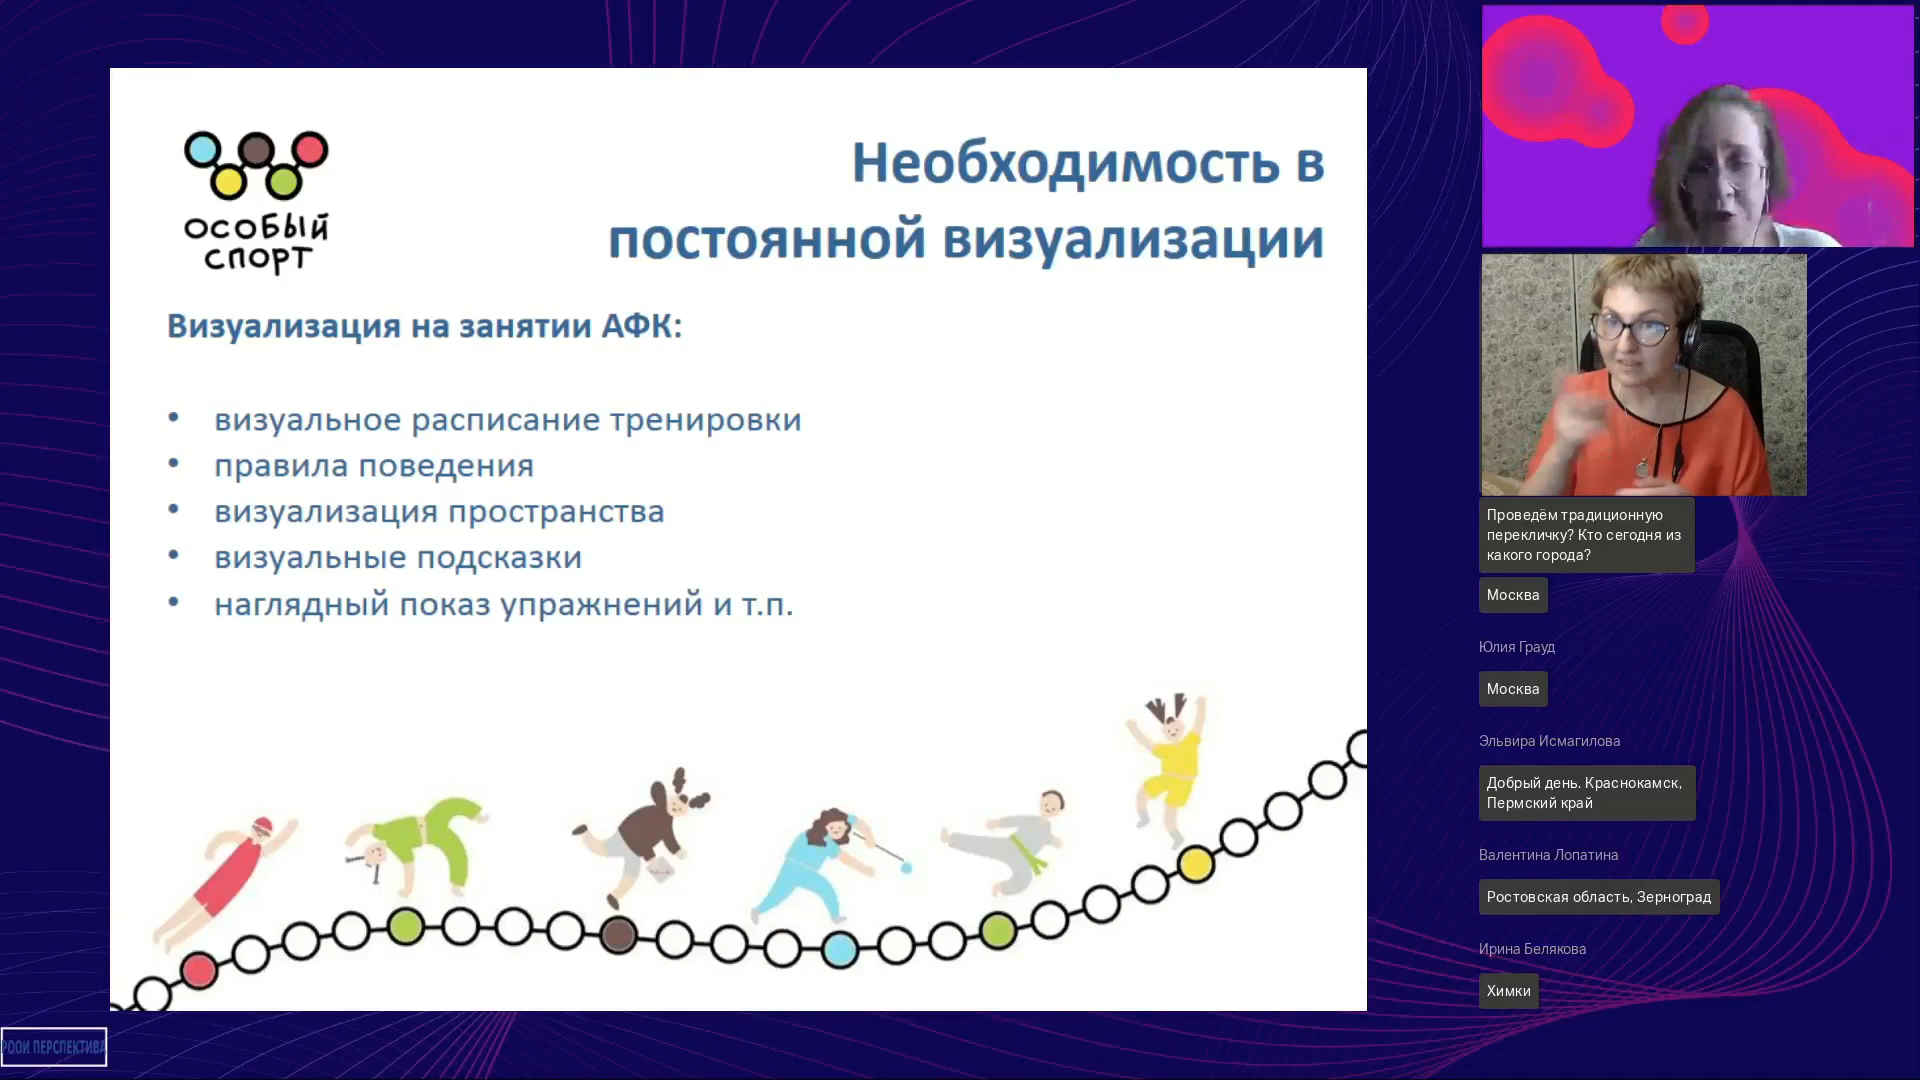 ОСОБЫЙ
СПОРТ
Необходимость в
постоянной визуализации
Визуализация на занятии АФК:
• визуальное расписание тренировки
• правила поведения
• визуализация пространства
• визуальные подсказки
• наглядный показ упражнений и т.п.
Проведём традиционную
перекличку? Кто сегодня из
какого города?
Москва
Юлия Грауд
Москва
Эльвира Исмагилова
Добрый день. Краснокамск,
Пермский край
Валентина Лопатина
Ростовская область, Зерноград
Ирина Белякова
Химки
РООИ ПЕРСПЕКТИВА